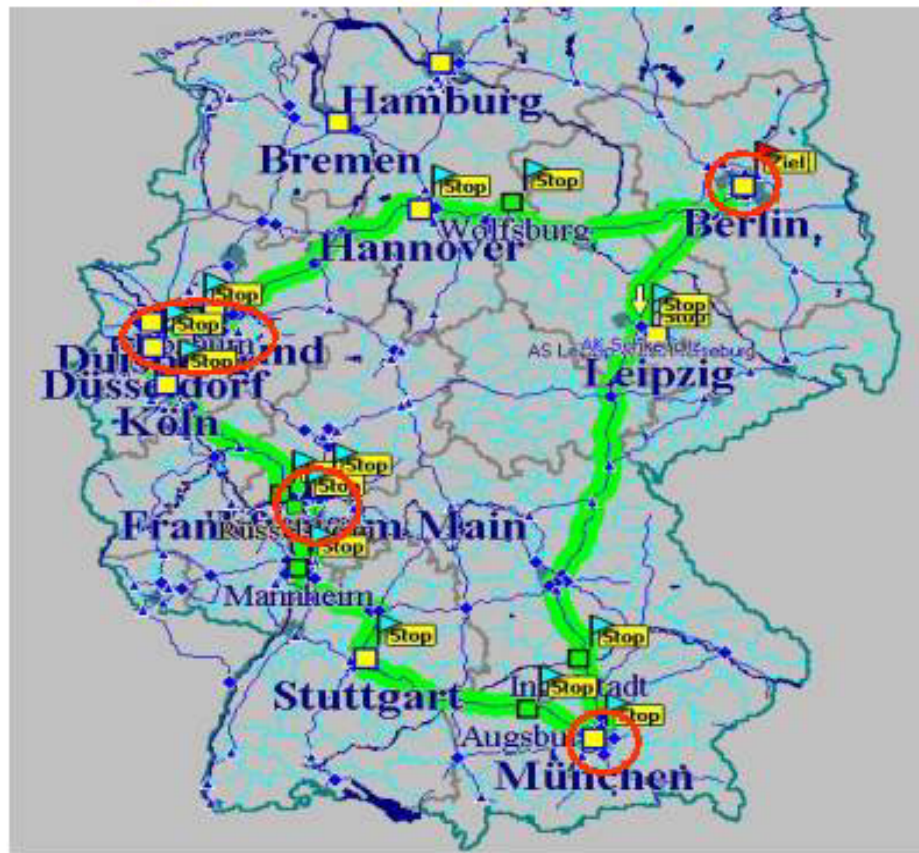 Hamburg
Bremen
Stop
Stop
Ziel
Wolfsburg
Berlin,
Hannover
Stop
Stop
Stop
Stop
Düsseldorf
Leipzig
Köln
Stop
Stop
Main
Stop
Mannheim
Stop
Stop
Stuttgart
Stop
Stop
München